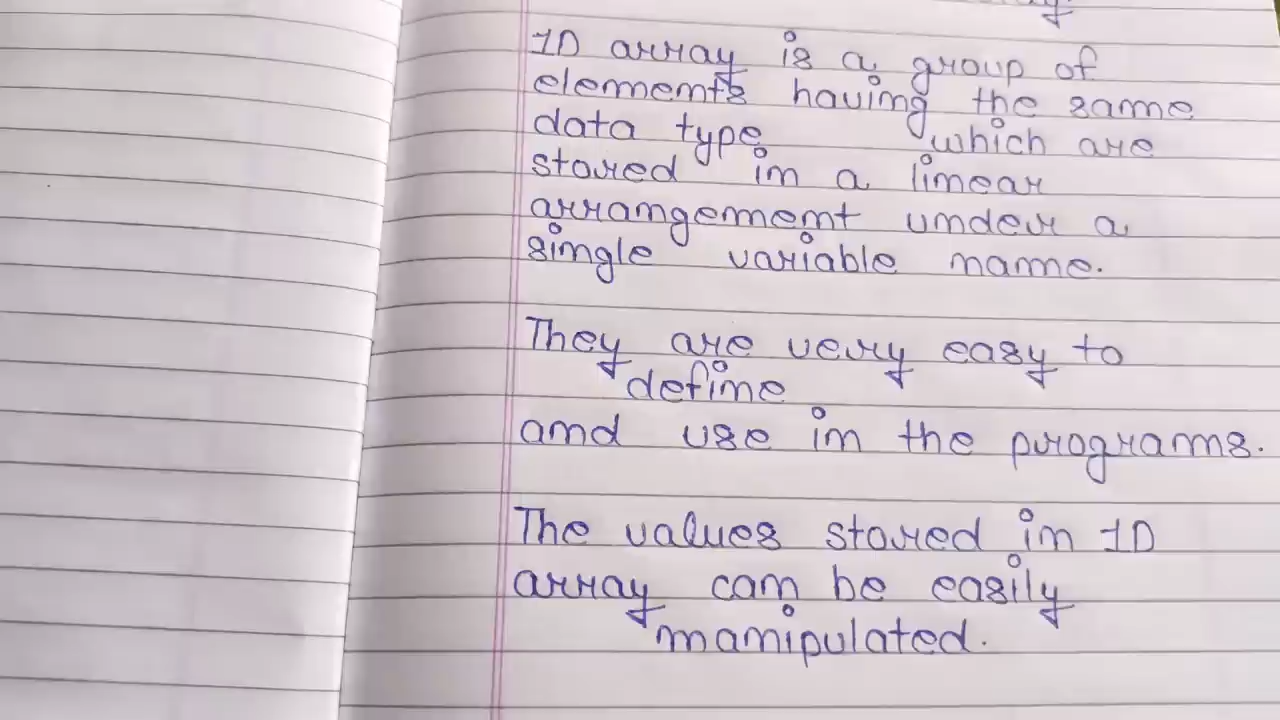 1D array is a group of
elements having the same
data type which are
stored in a linear
arrangement under a
single variable name.
They are very easy to
define
and use in the programs.
The values stored in 1D
array can be easily
manipulated.